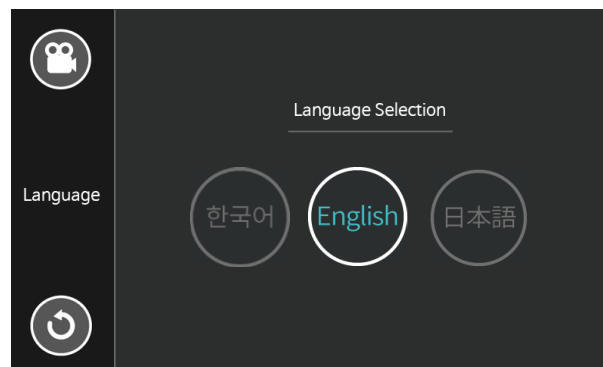 Language Selection
Language
한국어
English
日本語